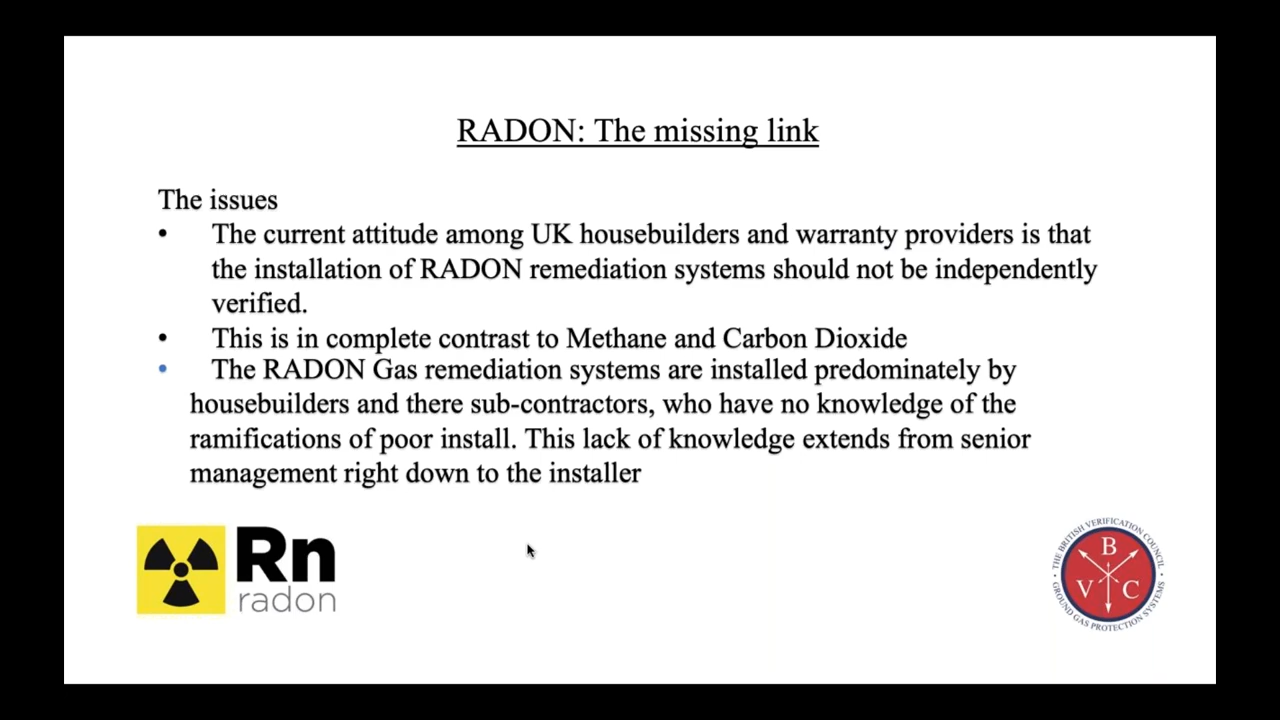 RADON: The missing link
The issues
• The current attitude among UK housebuilders and warranty providers is that
the installation of RADON remediation systems should not be independently
verified.
• This is in complete contrast to Methane and Carbon Dioxide
• The RADON Gas remediation systems are installed predominately by
housebuilders and there sub-contractors, who have no knowledge of the
ramifications of poor install. This lack of knowledge extends from senior
management right down to the installer
Rn
radon
THE BRITISH VERIFICATION COUNCIL
B
V C
GROUND GAS PROTECTION SYSTEMS